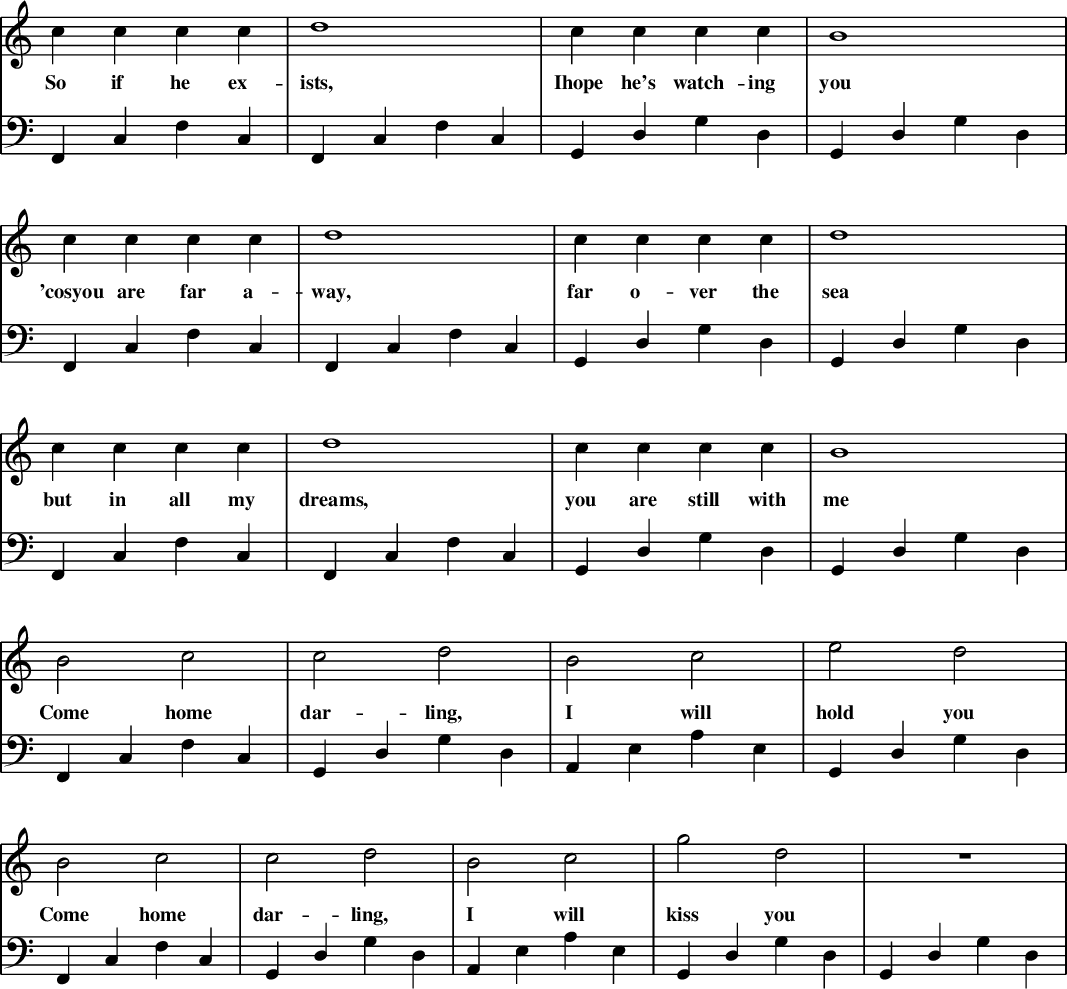 So if he ex – ists, Ihope he's watch – ing you
'cosyou are far a – way, far o – ver the sea
but in all my dreams, you are still with me
Come home dar – ling, I will hold you
Come home dar – ling, I will kiss you